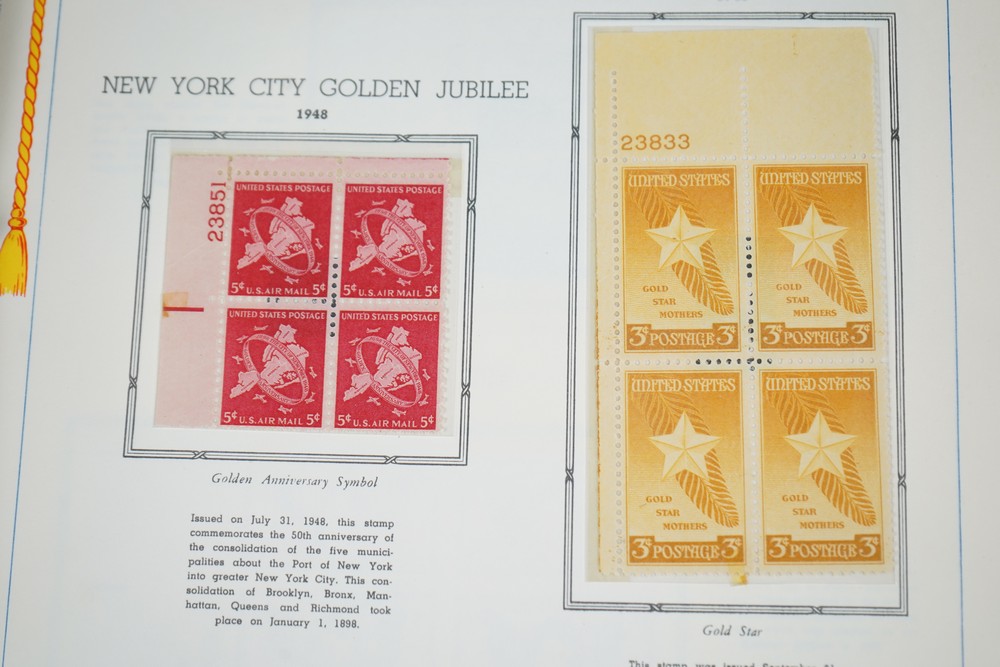 NEW YORK CITY GOLDEN JUBILEE
1948
23851
UNITED STATES POSTAGE
5¢ U.S. AIR MAIL 5¢
UNITED STATES POSTAGE
5¢ U.S. AIR MAIL 5¢
UNITED STATES POSTAGE
5¢ U.S. AIR MAIL 5¢
UNITED STATES POSTAGE
5¢ U.S. AIR MAIL 5¢
Golden Anniversary Symbol
Issued on July 31, 1948, this stamp
commemorates the 50th anniversary of
the consolidation of the five munici-
palities about the Port of New York
into greater New York City. This con-
solidation of Brooklyn, Bronx, Man-
hattan, Queens and Richmond took
place on January 1, 1898.
23833
UNITED STATES
GOLD
STAR
MOTHERS
3¢ POSTAGE 3¢
UNITED STATES
GOLD
STAR
MOTHERS
3¢ POSTAGE 3¢
UNITED STATES
GOLD
STAR
MOTHERS
3¢ POSTAGE 3¢
UNITED STATES
GOLD
STAR
MOTHERS
3¢ POSTAGE 3¢
Gold Star
This stamp was issued September 21